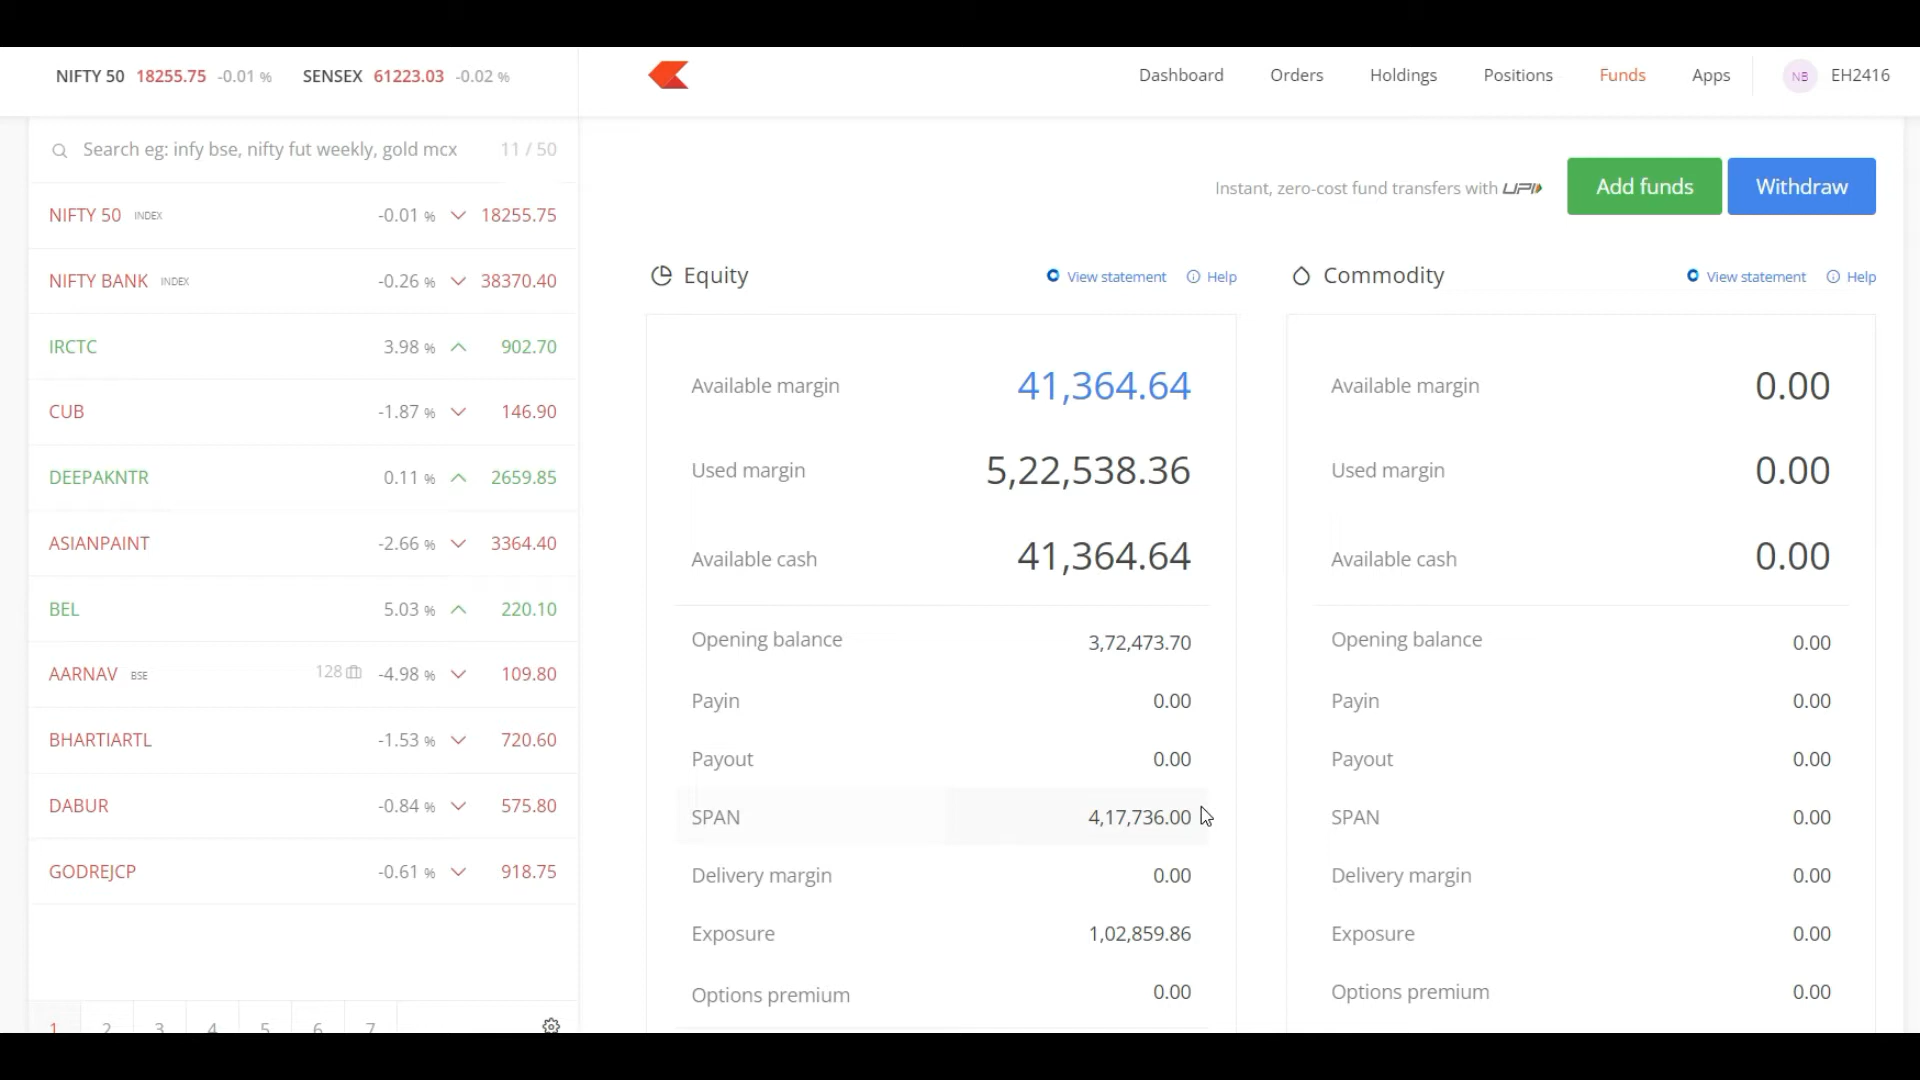 NIFTY 50 18255.75 -0.01 % SENSEX 61223.03 -0.02 %
Dashboard Orders Holdings Positions Funds Apps NB EH2416
Search eg: infy bse, nifty fut weekly, gold mcx 11 / 50
NIFTY 50 INDEX -0.01 % 18255.75
NIFTY BANK INDEX -0.26 % 38370.40
IRCTC 3.98 % 902.70
CUB -1.87 % 146.90
DEEPAKNTR 0.11 % 2659.85
ASIANPAINT -2.66 % 3364.40
BEL 5.03 % 220.10
AARNAV BSE 128 -4.98 % 109.80
BHARTIARTL -1.53 % 720.60
DABUR -0.84 % 575.80
GODREJCP -0.61 % 918.75
1 2 3 4 5 6 7
Instant, zero-cost fund transfers with UPI Add funds Withdraw
Equity View statement Help
Available margin 41,364.64
Used margin 5,22,538.36
Available cash 41,364.64
Opening balance 3,72,473.70
Payin 0.00
Payout 0.00
SPAN 4,17,736.00
Delivery margin 0.00
Exposure 1,02,859.86
Options premium 0.00
Commodity View statement Help
Available margin 0.00
Used margin 0.00
Available cash 0.00
Opening balance 0.00
Payin 0.00
Payout 0.00
SPAN 0.00
Delivery margin 0.00
Exposure 0.00
Options premium 0.00